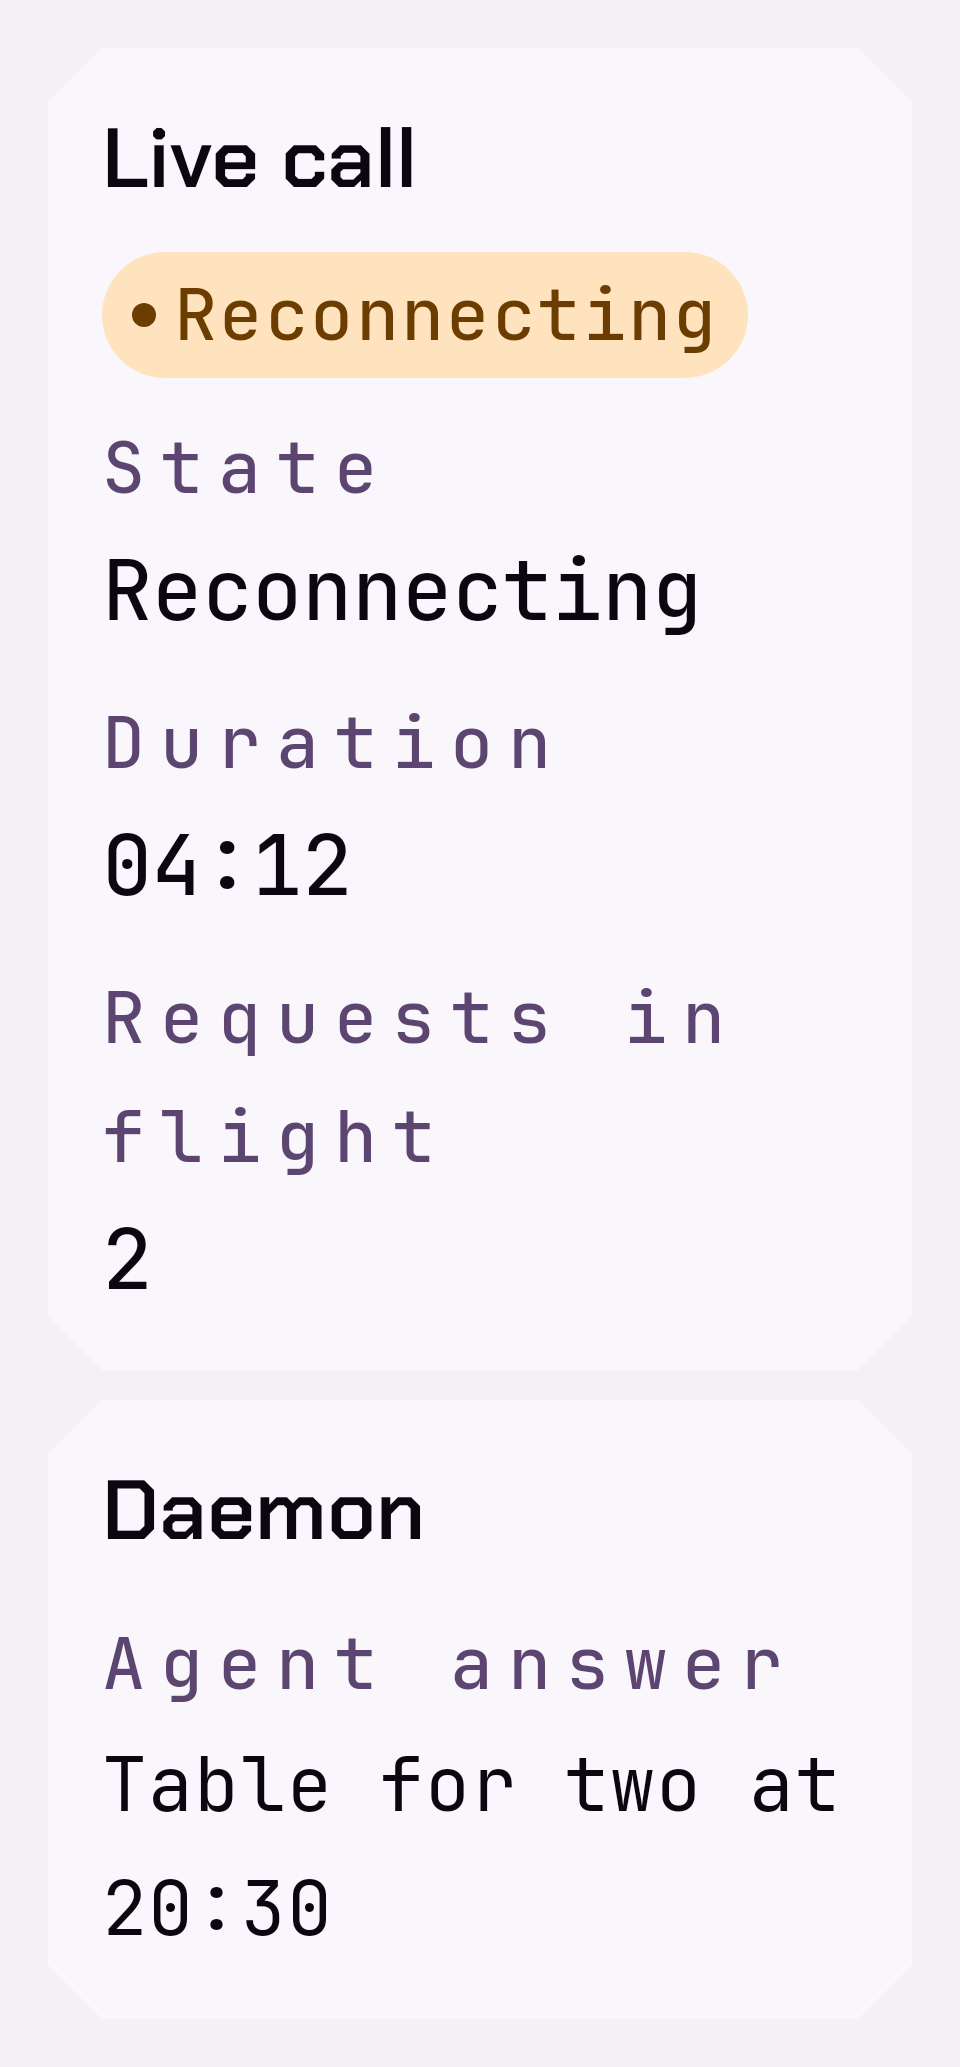 Live call
Reconnecting
State
Reconnecting
Duration
04:12
Requests in
flight
2
Daemon
Agent answer
Table for two at
20:30